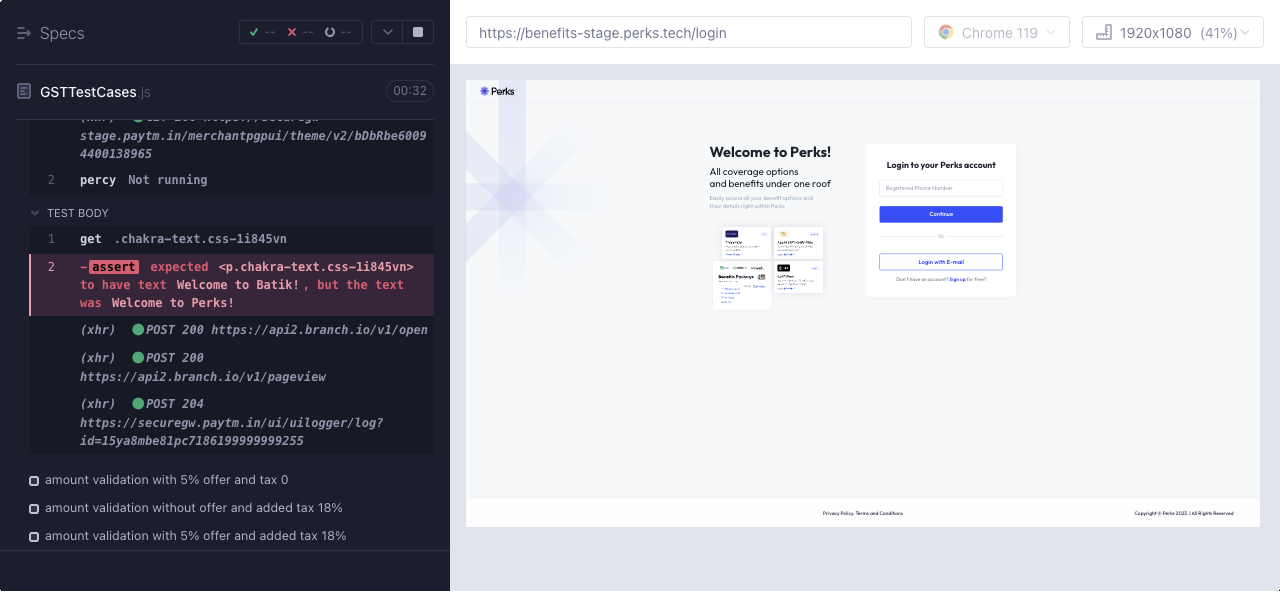 Specs
-- -- --
https://benefits-stage.perks.tech/login
Chrome 119
1920x1080 (41%)
GSTTestCases.js
00:32
stage.paytm.in/merchantpgpui/theme/v2/bDbRbe6009
4400138965
2 percy Not running
TEST BODY
1 get .chakra-text.css-1i845vn
2 -assert expected <p.chakra-text.css-1i845vn>
to have text Welcome to Batik!, but the text
was Welcome to Perks!
(xhr) POST 200 https://api2.branch.io/v1/open
(xhr) POST 200
https://api2.branch.io/v1/pageview
(xhr) POST 204
https://securegw.paytm.in/ui/uilogger/log?
id=15ya8mbe81pc7186199999999255
amount validation with 5% offer and tax 0
amount validation without offer and added tax 18%
amount validation with 5% offer and added tax 18%
Perks
Welcome to Perks!
All coverage options
and benefits under one roof
Easily access all your benefit options and
their details right within Perks
Benefits Package
Login to your Perks account
Registered Phone Number
Continue
Or
Login with E-mail
Don't have an account? Sign up for free?
Privacy Policy. Terms and Conditions
Copyright © Perks 2023. | All Rights Reserved